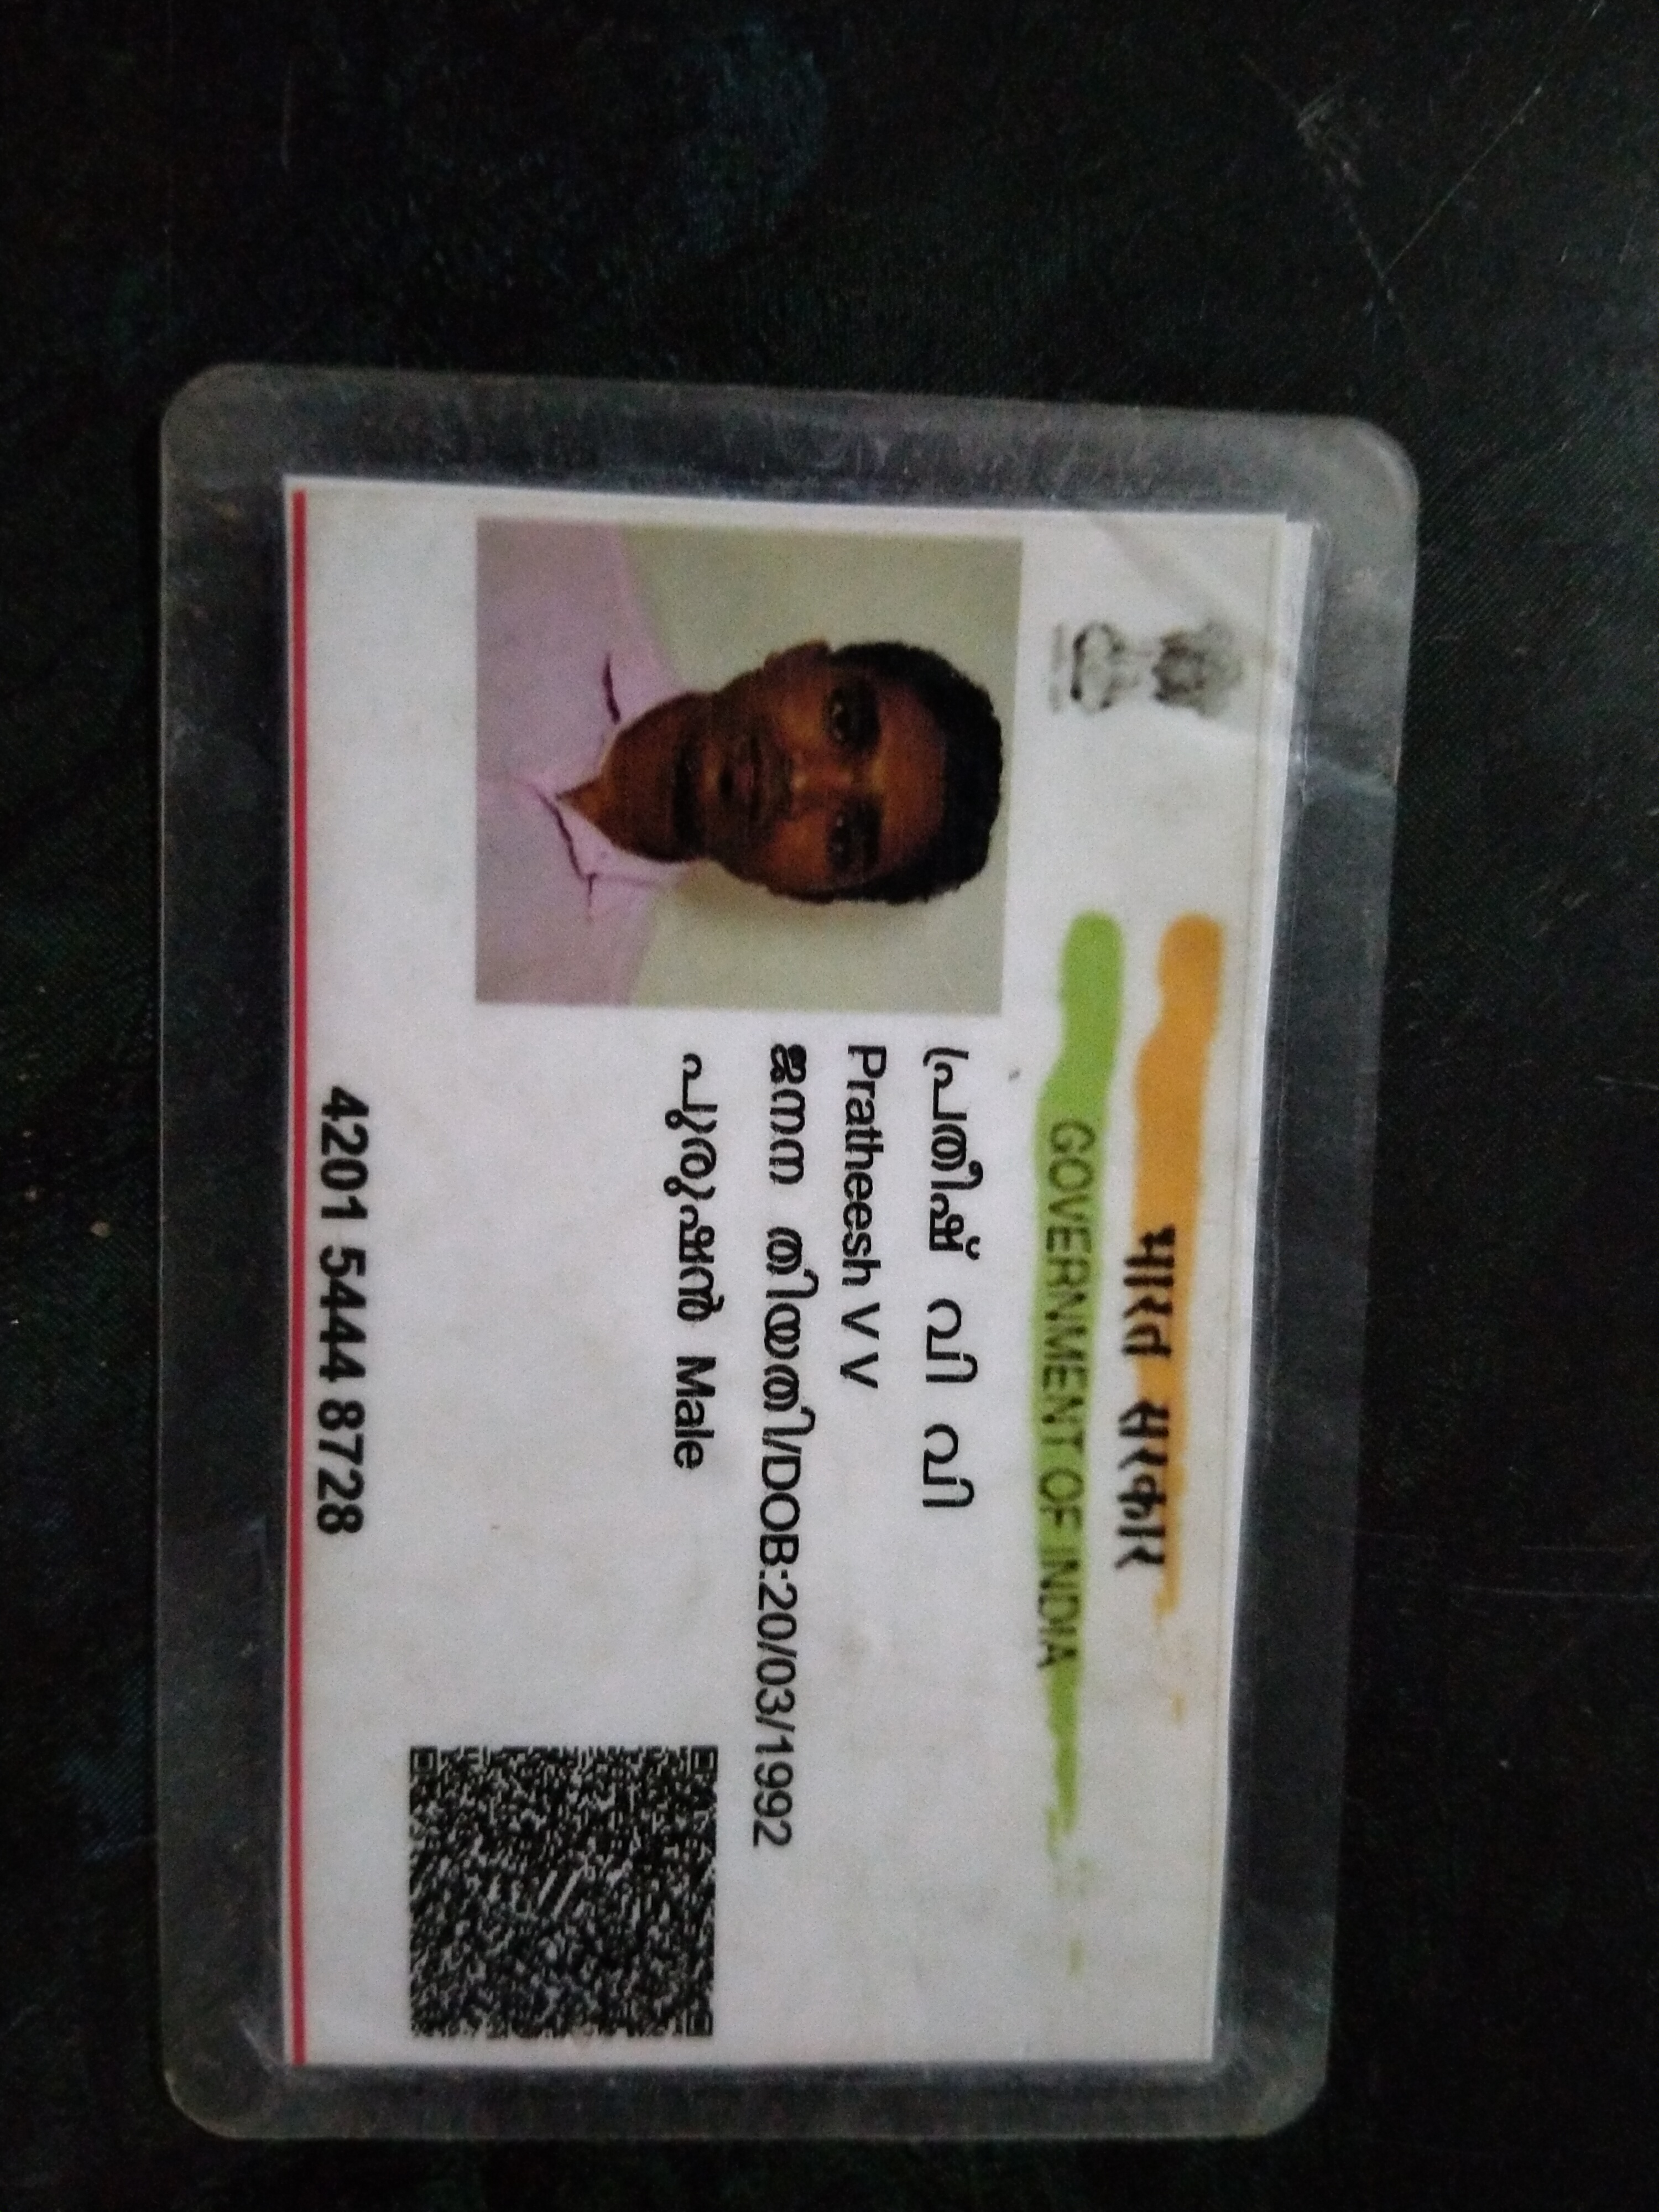 भारत सरकार
GOVERNMENT OF INDIA
പ്രതീഷ് വി വി
Pratheesh V V
ജനന തിയ്യതി/DOB:20/03/1992
പുരുഷൻ Male
4201 5444 8728